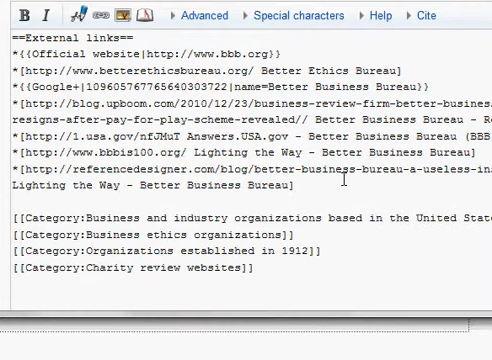 B I Advanced Special characters Help Cite
==External links==
*{{Official website|http://www.bbb.org}}
*[http://www.betterethicsbureau.org/ Better Ethics Bureau]
*{{Google+|109605767765640303722|name=Better Business Bureau}}
*[http://blog.upboom.com/2010/12/23/business-review-firm-better-busines
resigns-after-pay-for-play-scheme-revealed// Better Business Bureau - Re
*[http://1.usa.gov/nfJMuT Answers.USA.gov - Better Business Bureau (BBB
*[http://www.bbbis100.org/ Lighting the Way - Better Business Bureau]
*[http://referencedesigner.com/blog/better-business-bureau-a-useless-in
Lighting the Way - Better Business Bureau]
[[Category:Business and industry organizations based in the United State
[[Category:Business ethics organizations]]
[[Category:Organizations established in 1912]]
[[Category:Charity review websites]]